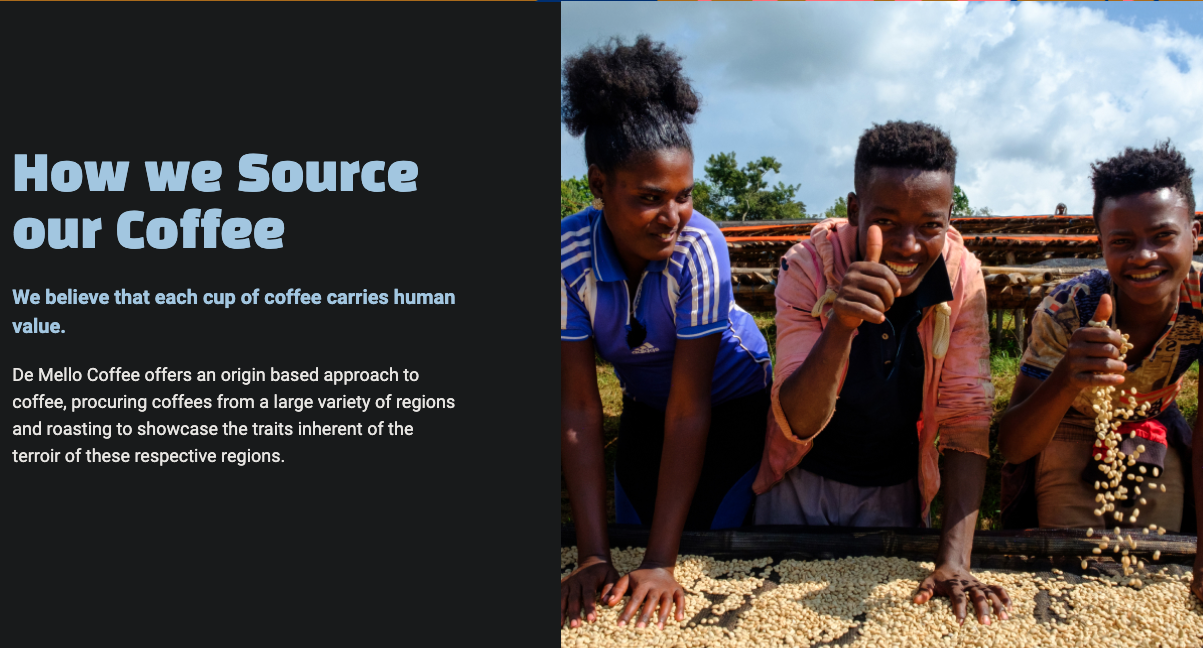 How we Source
our Coffee
We believe that each cup of coffee carries human
value.
De Mello Coffee offers an origin based approach to
coffee, procuring coffees from a large variety of regions
and roasting to showcase the traits inherent of the
terroir of these respective regions.